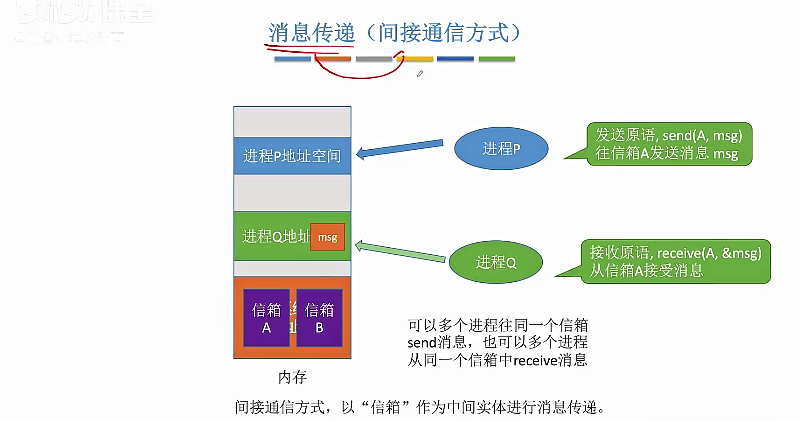 消息传递（间接通信方式）
进程P地址空间
进程P
发送原语, send(A, msg)
往信箱A发送消息 msg
进程Q地址
msg
进程Q
接收原语, receive(A, &msg)
从信箱A接受消息
信箱
A
信箱
B
可以多个进程往同一个信箱
send消息，也可以多个进程
从同一个信箱中receive消息
内存
间接通信方式，以“信箱”作为中间实体进行消息传递。